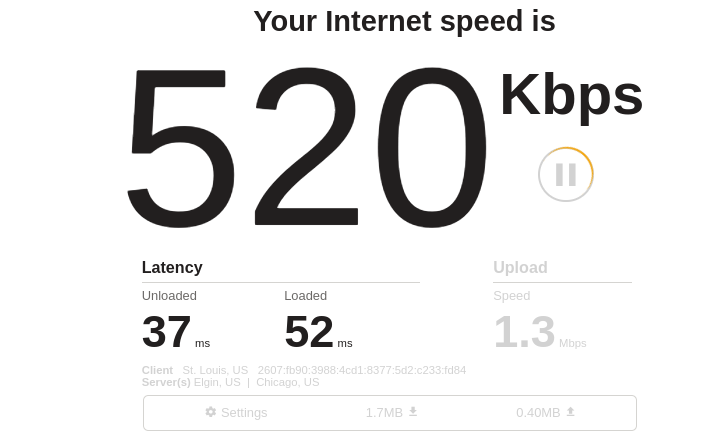 Your Internet speed is
520 Kbps
Latency Upload
Unloaded Loaded Speed
37 ms 52 ms 1.3 Mbps
Client St. Louis, US 2607:fb90:3988:4cd1:8377:5d2:c233:fd84
Server(s) Elgin, US | Chicago, US
Settings 1.7MB 0.40MB